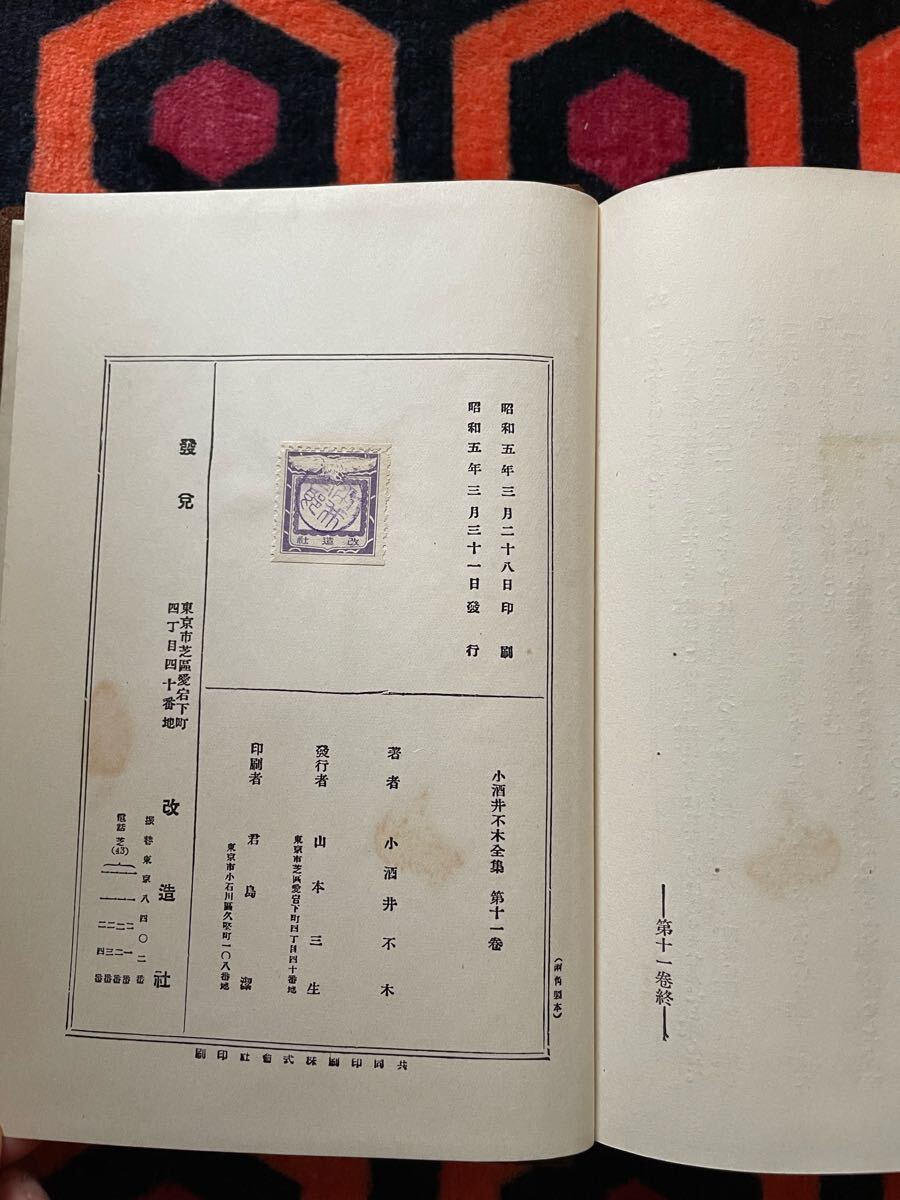 第十一卷終
昭和五年三月二十八日印刷
昭和五年三月三十一日發行
改造社
小酒井不木全集 第十一卷
著者 小酒井不木
發行者 山本三生
東京市芝區愛宕下町四丁目四十番地
印刷者 君島潔
東京市小石川區久堅町一〇八番地
發兌
東京市芝區愛宕下町
四丁目四十番地
改造社
振替東京八四〇二番
電話芝(43)
共同印刷株式會社印刷